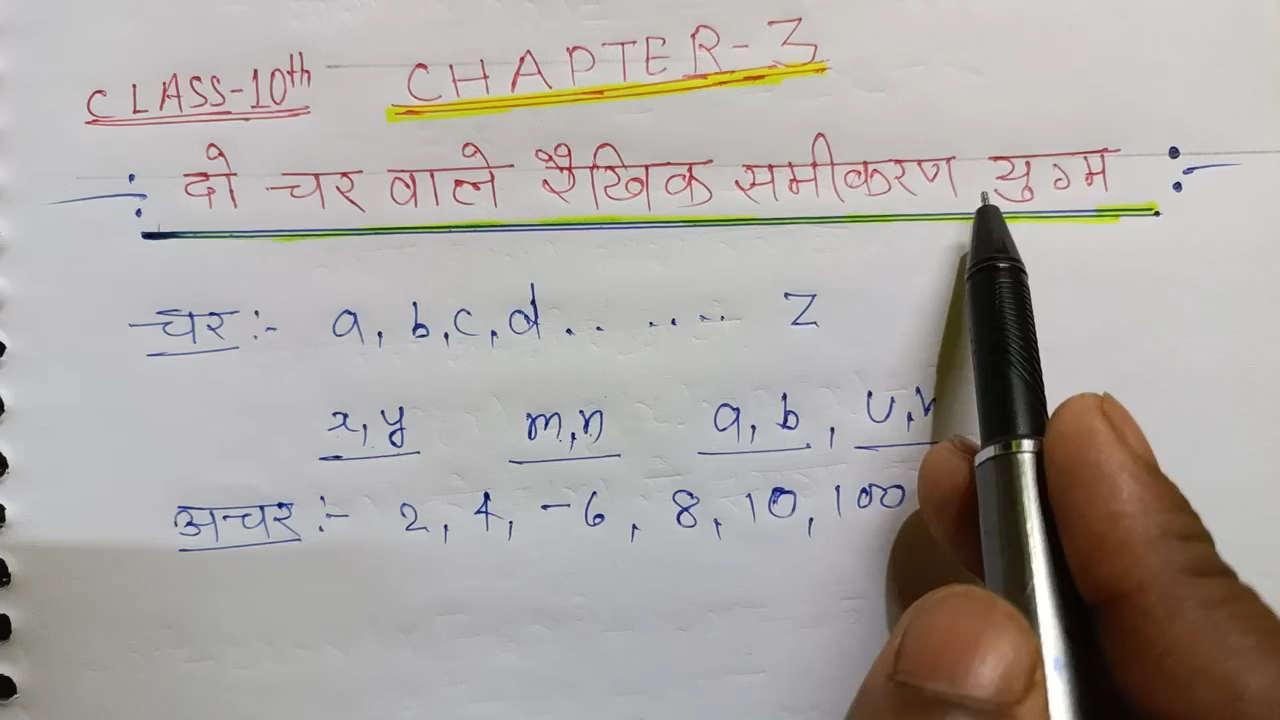 CLASS-10th CHAPTER-3
दो चर वाले रैखिक समीकरण युग्म
चर :- a, b, c, d . . . . . . . z
x, y m, n a, b , u,
अचर :- 2, 4, -6, 8, 10, 100